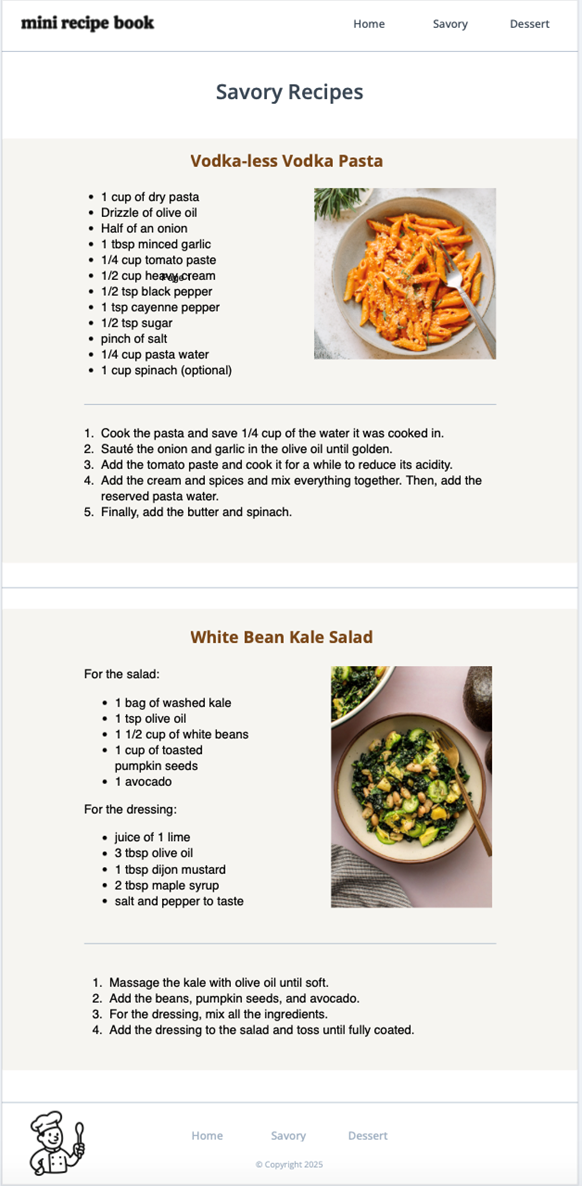 mini recipe book
Home Savory Dessert
Savory Recipes
Vodka-less Vodka Pasta
• 1 cup of dry pasta
• Drizzle of olive oil
• Half of an onion
• 1 tbsp minced garlic
• 1/4 cup tomato paste
• 1/2 cup heavy cream
• 1/2 tsp black pepper
• 1 tsp cayenne pepper
• 1/2 tsp sugar
• pinch of salt
• 1/4 cup pasta water
• 1 cup spinach (optional)
1. Cook the pasta and save 1/4 cup of the water it was cooked in.
2. Sauté the onion and garlic in the olive oil until golden.
3. Add the tomato paste and cook it for a while to reduce its acidity.
4. Add the cream and spices and mix everything together. Then, add the
reserved pasta water.
5. Finally, add the butter and spinach.
White Bean Kale Salad
For the salad:
• 1 bag of washed kale
• 1 tsp olive oil
• 1 1/2 cup of white beans
• 1 cup of toasted
pumpkin seeds
• 1 avocado
For the dressing:
• juice of 1 lime
• 3 tbsp olive oil
• 1 tbsp dijon mustard
• 2 tbsp maple syrup
• salt and pepper to taste
1. Massage the kale with olive oil until soft.
2. Add the beans, pumpkin seeds, and avocado.
3. For the dressing, mix all the ingredients.
4. Add the dressing to the salad and toss until fully coated.
Home Savory Dessert
© Copyright 2025